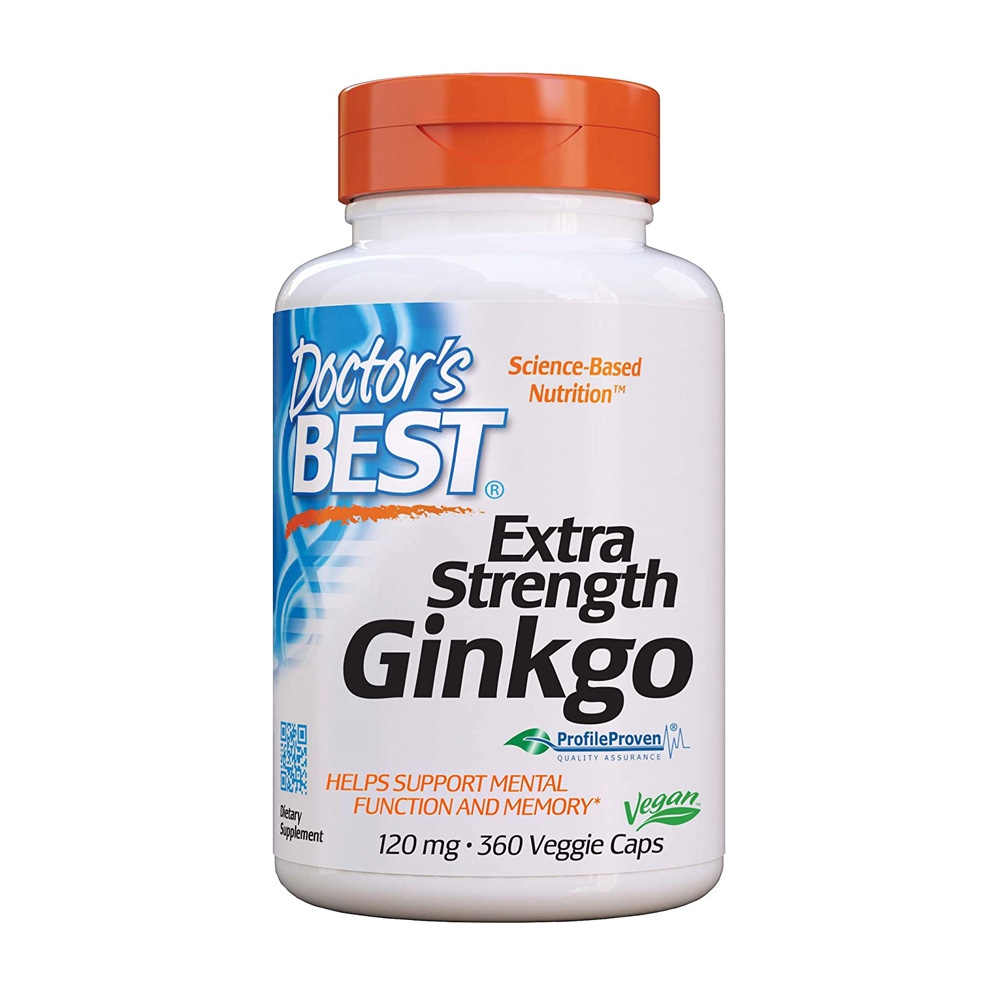 Doctor's
BEST®
Science-Based
Nutrition™
Extra
Strength
Ginkgo
ProfileProven®
QUALITY ASSURANCE
HELPS SUPPORT MENTAL
FUNCTION AND MEMORY*
Vegan™
Dietary
Supplement
120 mg • 360 Veggie Caps